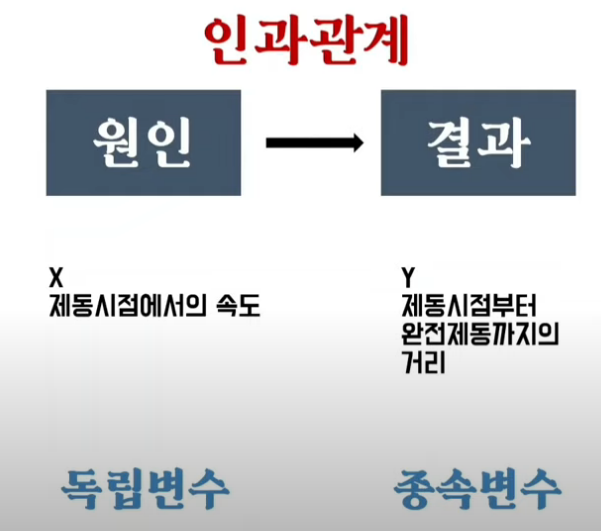 인과관계
원인
결과
X
제동시점에서의 속도
Y
제동시점부터
완전제동까지의
거리
독립변수
종속변수